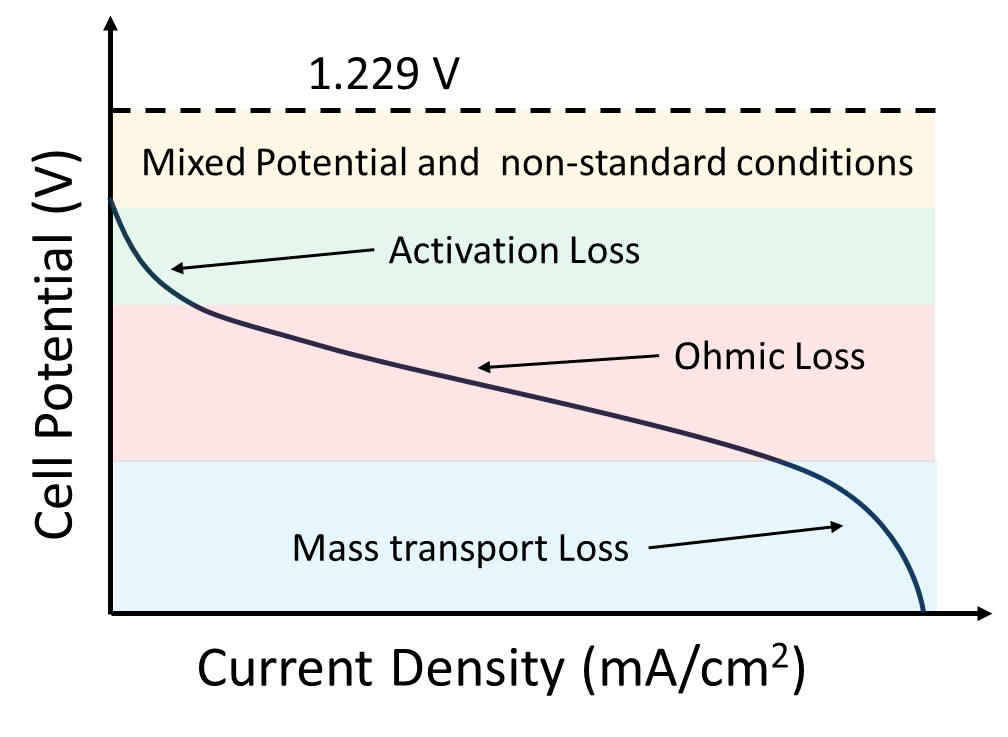 1.229 V
Mixed Potential and  non-standard conditions
Activation Loss
Ohmic Loss
Mass transport Loss
Cell Potential (V)
Current Density (mA/cm²)